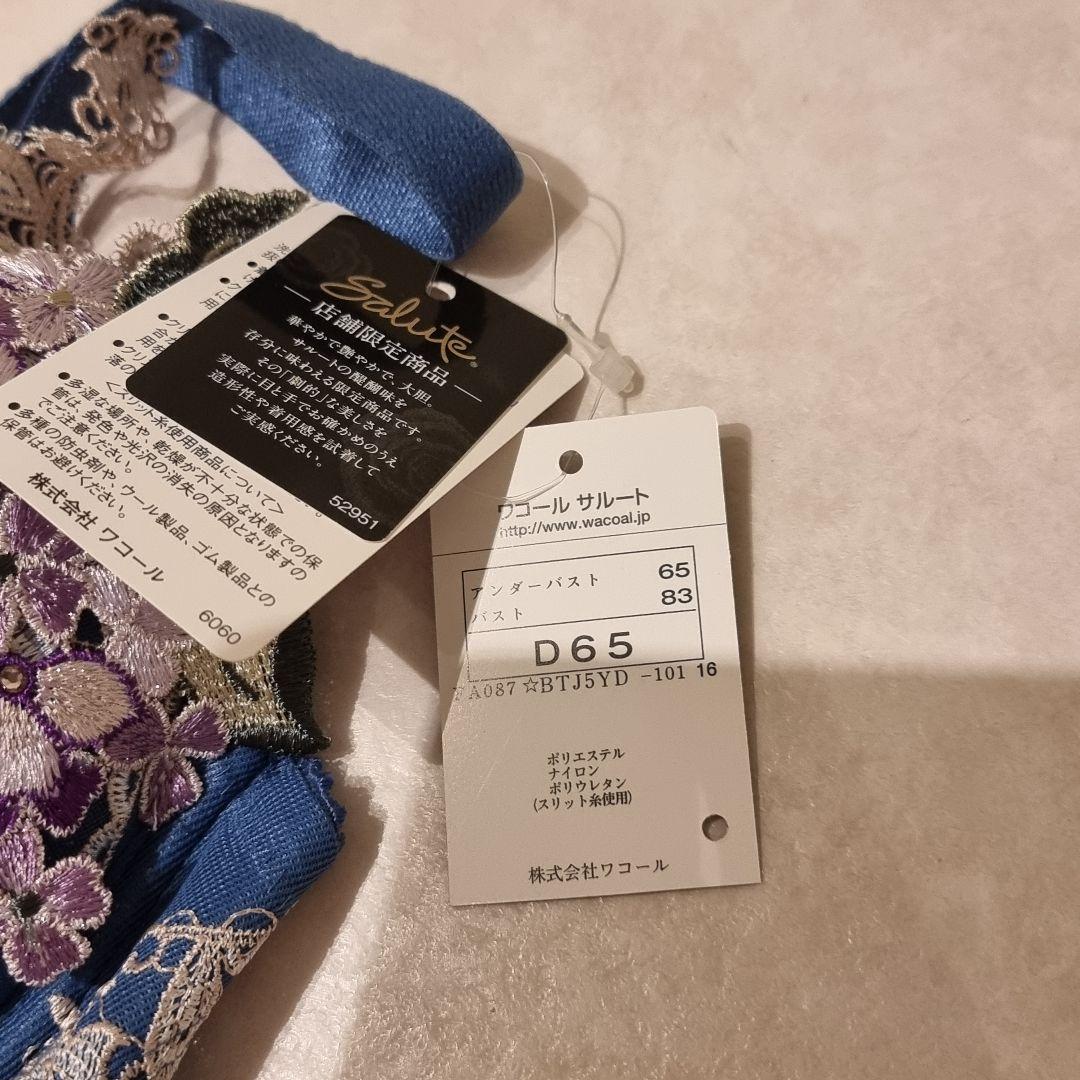 Salute
店舗限定商品
華やかで艶やかで、大胆。
サルートの醍醐味を
存分に味わえる限定商品です。
その「劇的」な美しさを
実際に目と手でお確かめのうえ
造形性や着用感を試着して
ご実感ください。
52951
<スリット糸使用商品について>
•多湿な場所や、乾燥が不十分な状態での保
管は、発色や光沢の消失の原因となりますの
でご注意ください。
•多種の防虫剤や、ウール製品、ゴム製品との
保管はお避けください。
株式会社 ワコール
6060
ワコール サルート
http://www.wacoal.jp
アンダーバスト 65
バスト 83
D65
FA087☆BTJ5YD -101 16
ポリエステル
ナイロン
ポリウレタン
(スリット糸使用)
株式会社ワコール